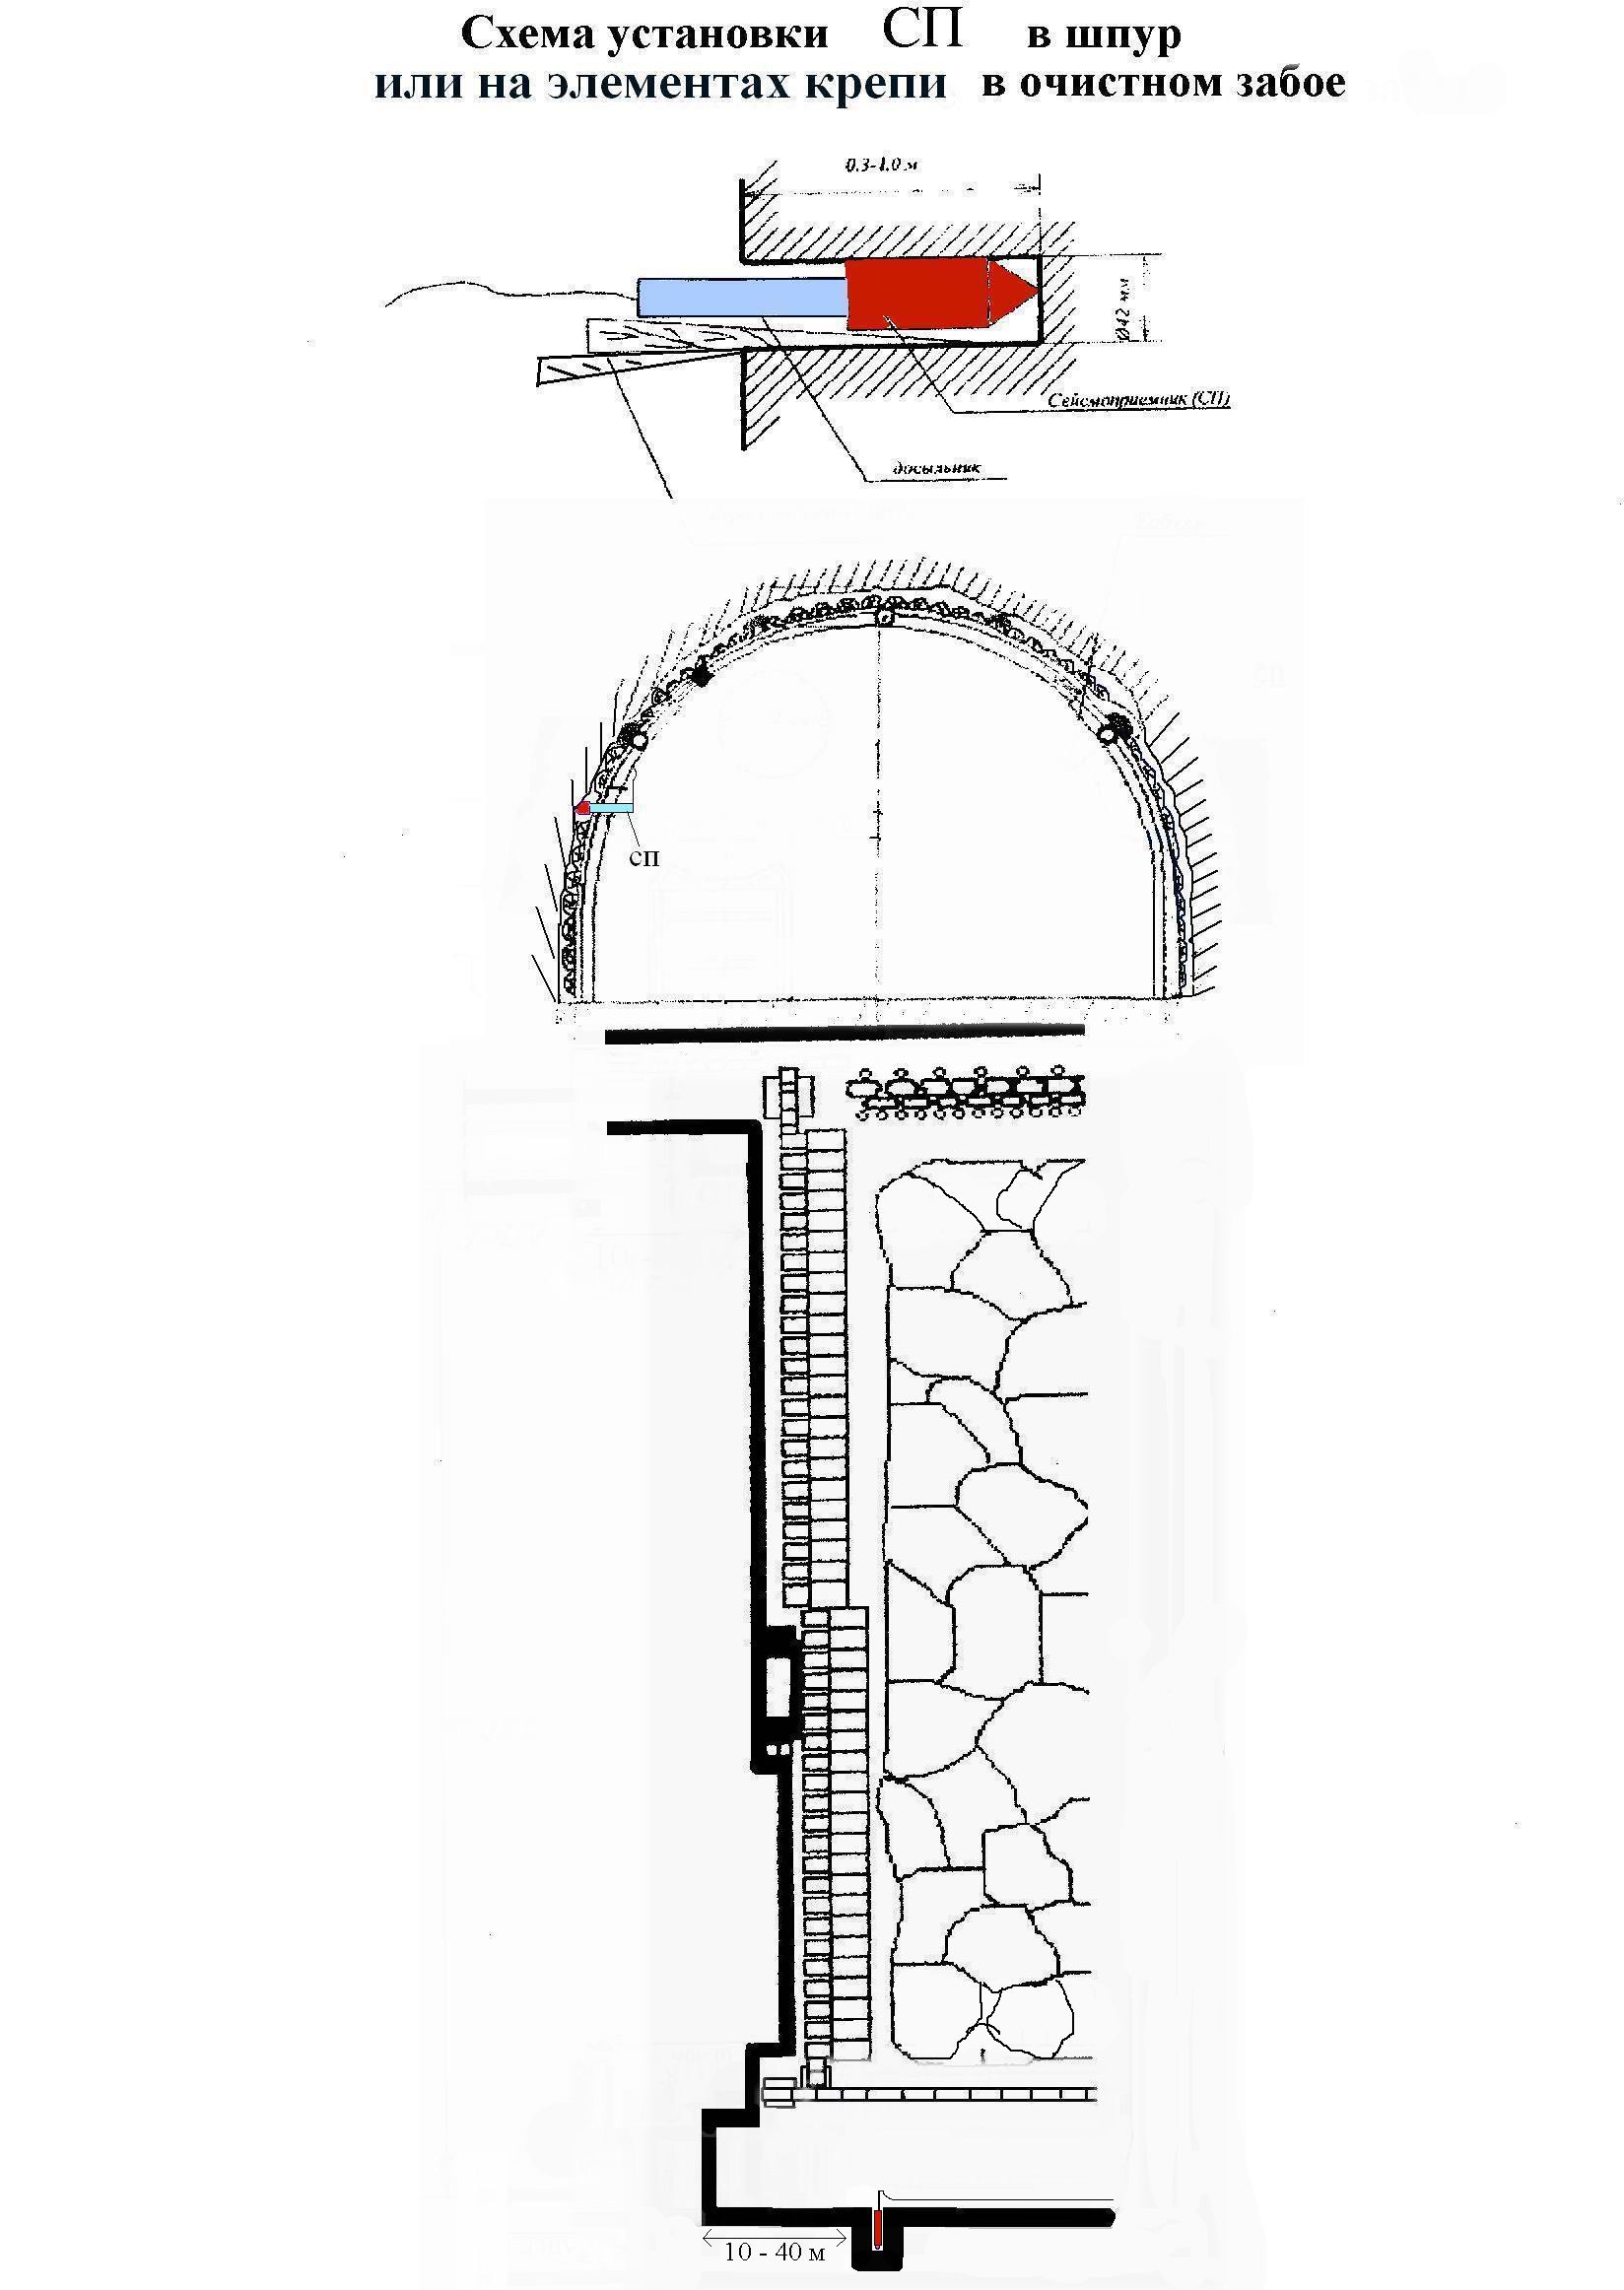 Схема установки СП в шпур
или на элементах крепи в очистном забое
0.3-1.0 м
Ø42 мм
Сейсмоприемник (СП)
досыльник
СП
10 - 40 м